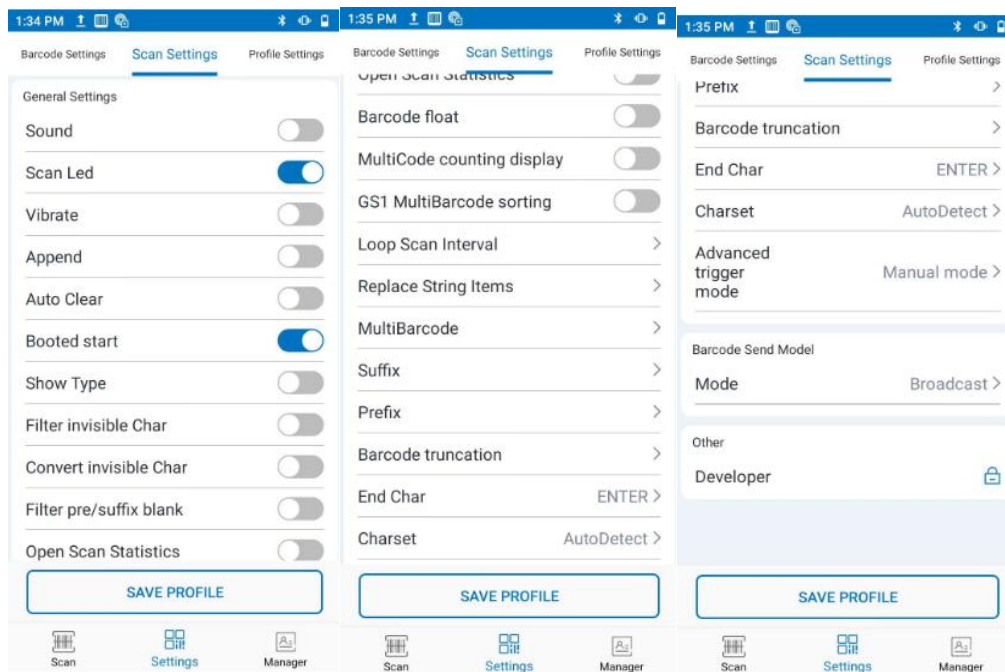 1:34 PM
Barcode Settings Scan Settings Profile Settings
General Settings
Sound
Scan Led
Vibrate
Append
Auto Clear
Booted start
Show Type
Filter invisible Char
Convert invisible Char
Filter pre/suffix blank
Open Scan Statistics
SAVE PROFILE
Scan Settings Manager
1:35 PM
Barcode Settings Scan Settings Profile Settings
Open Scan Statistics
Barcode float
MultiCode counting display
GS1 MultiBarcode sorting
Loop Scan Interval
Replace String Items
MultiBarcode
Suffix
Prefix
Barcode truncation
End Char ENTER
Charset AutoDetect
SAVE PROFILE
Scan Settings Manager
1:35 PM
Barcode Settings Scan Settings Profile Settings
Prefix
Barcode truncation
End Char ENTER
Charset AutoDetect
Advanced
trigger Manual mode
mode
Barcode Send Model
Mode Broadcast
Other
Developer
SAVE PROFILE
Scan Settings Manager